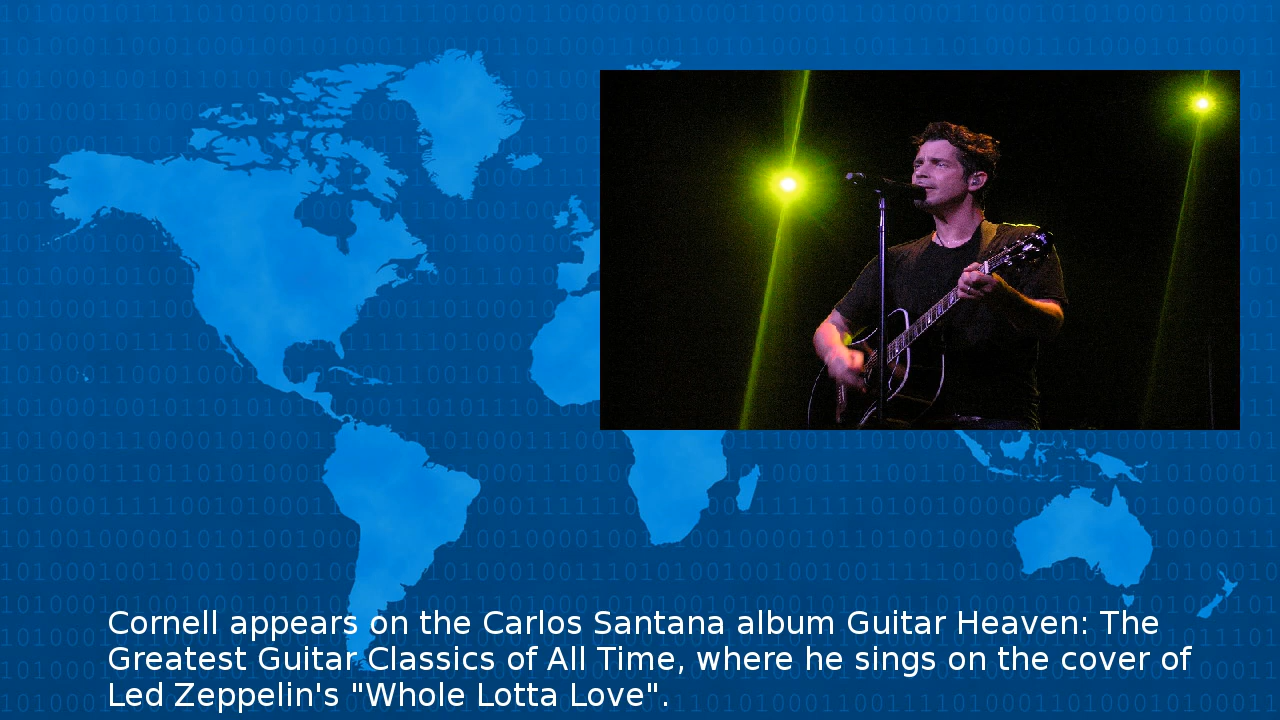 Cornell appears on the Carlos Santana album Guitar Heaven: The
Greatest Guitar Classics of All Time, where he sings on the cover of
Led Zeppelin's "Whole Lotta Love".